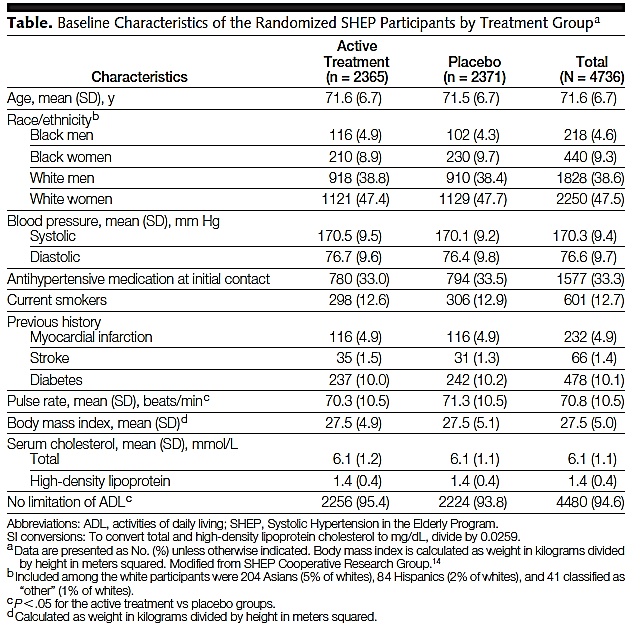 Table. Baseline Characteristics of the Randomized SHEP Participants by Treatment Groupa
Characteristics Active Treatment (n = 2365) Placebo (n = 2371) Total (N = 4736)
Age, mean (SD), y 71.6 (6.7) 71.5 (6.7) 71.6 (6.7)
Race/ethnicityb
Black men 116 (4.9) 102 (4.3) 218 (4.6)
Black women 210 (8.9) 230 (9.7) 440 (9.3)
White men 918 (38.8) 910 (38.4) 1828 (38.6)
White women 1121 (47.4) 1129 (47.7) 2250 (47.5)
Blood pressure, mean (SD), mm Hg
Systolic 170.5 (9.5) 170.1 (9.2) 170.3 (9.4)
Diastolic 76.7 (9.6) 76.4 (9.8) 76.6 (9.7)
Antihypertensive medication at initial contact 780 (33.0) 794 (33.5) 1577 (33.3)
Current smokers 298 (12.6) 306 (12.9) 601 (12.7)
Previous history
Myocardial infarction 116 (4.9) 116 (4.9) 232 (4.9)
Stroke 35 (1.5) 31 (1.3) 66 (1.4)
Diabetes 237 (10.0) 242 (10.2) 478 (10.1)
Pulse rate, mean (SD), beats/minc 70.3 (10.5) 71.3 (10.5) 70.8 (10.5)
Body mass index, mean (SD)d 27.5 (4.9) 27.5 (5.1) 27.5 (5.0)
Serum cholesterol, mean (SD), mmol/L
Total 6.1 (1.2) 6.1 (1.1) 6.1 (1.1)
High-density lipoprotein 1.4 (0.4) 1.4 (0.4) 1.4 (0.4)
No limitation of ADLc 2256 (95.4) 2224 (93.8) 4480 (94.6)
Abbreviations: ADL, activities of daily living; SHEP, Systolic Hypertension in the Elderly Program.
SI conversions: To convert total and high-density lipoprotein cholesterol to mg/dL, divide by 0.0259.
a Data are presented as No. (%) unless otherwise indicated. Body mass index is calculated as weight in kilograms divided
by height in meters squared. Modified from SHEP Cooperative Research Group.14
b Included among the white participants were 204 Asians (5% of whites), 84 Hispanics (2% of whites), and 41 classified as
“other” (1% of whites).
c P < .05 for the active treatment vs placebo groups.
d Calculated as weight in kilograms divided by height in meters squared.